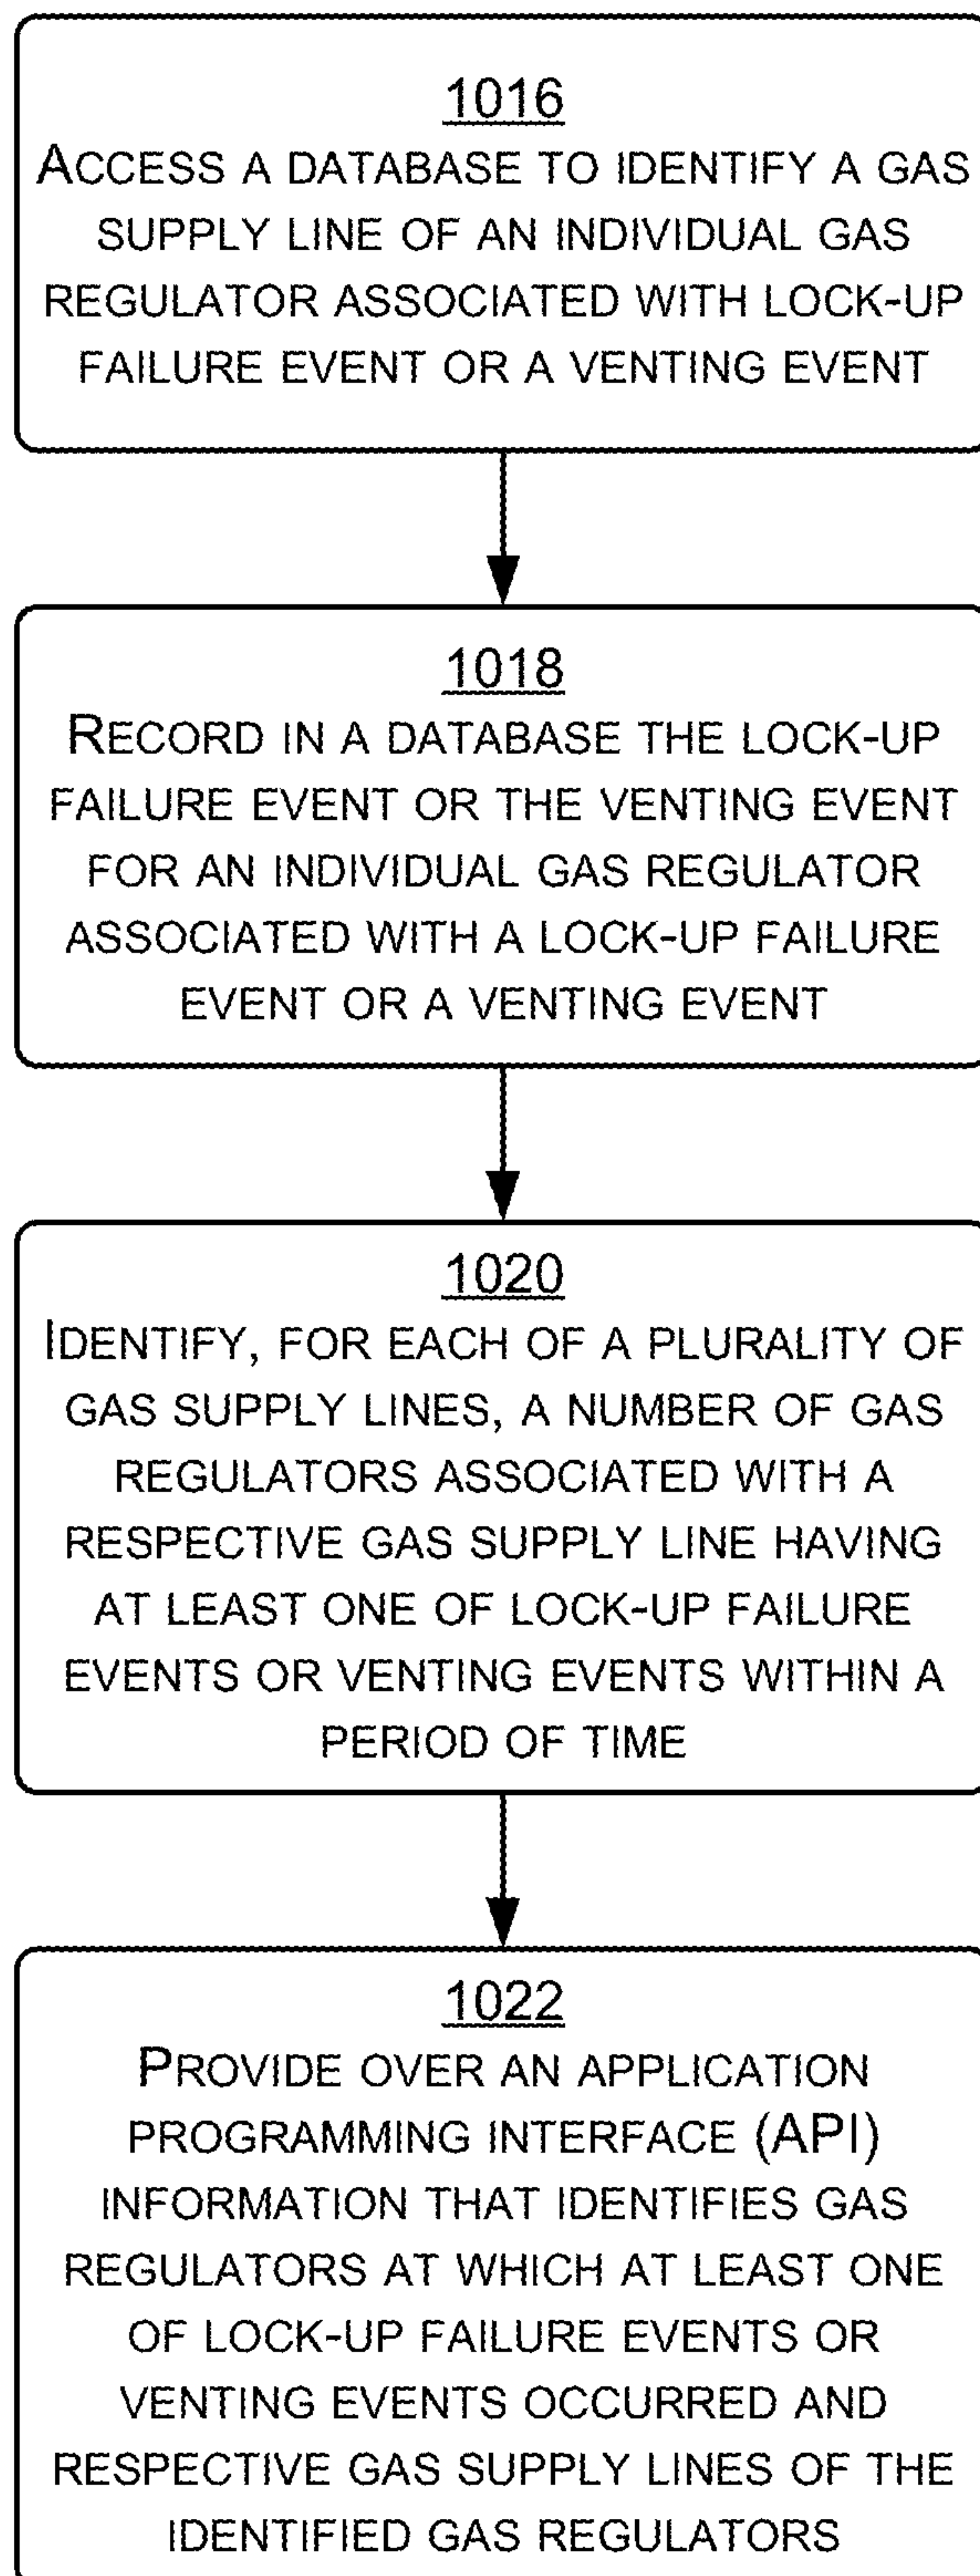 1016
ACCESS A DATABASE TO IDENTIFY A GAS
SUPPLY LINE OF AN INDIVIDUAL GAS
REGULATOR ASSOCIATED WITH LOCK-UP
FAILURE EVENT OR A VENTING EVENT
1018
RECORD IN A DATABASE THE LOCK-UP
FAILURE EVENT OR THE VENTING EVENT
FOR AN INDIVIDUAL GAS REGULATOR
ASSOCIATED WITH A LOCK-UP FAILURE
EVENT OR A VENTING EVENT
1020
IDENTIFY, FOR EACH OF A PLURALITY OF
GAS SUPPLY LINES, A NUMBER OF GAS
REGULATORS ASSOCIATED WITH A
RESPECTIVE GAS SUPPLY LINE HAVING
AT LEAST ONE OF LOCK-UP FAILURE
EVENTS OR VENTING EVENTS WITHIN A
PERIOD OF TIME
1022
PROVIDE OVER AN APPLICATION
PROGRAMMING INTERFACE (API)
INFORMATION THAT IDENTIFIES GAS
REGULATORS AT WHICH AT LEAST ONE
OF LOCK-UP FAILURE EVENTS OR
VENTING EVENTS OCCURRED AND
RESPECTIVE GAS SUPPLY LINES OF THE
IDENTIFIED GAS REGULATORS